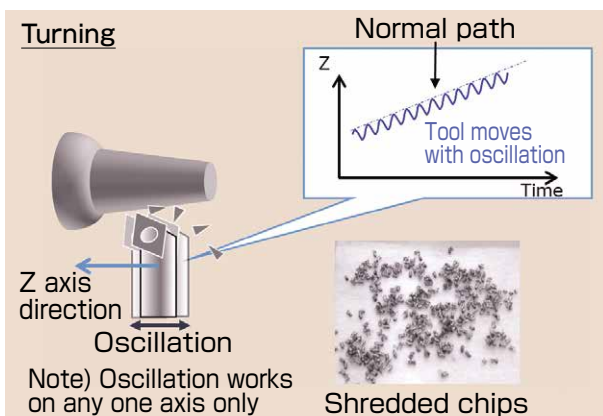 Turning
Normal path
Z
Tool moves
with oscillation
Time
Z axis
direction
Oscillation
Note) Oscillation works
on any one axis only
Shredded chips